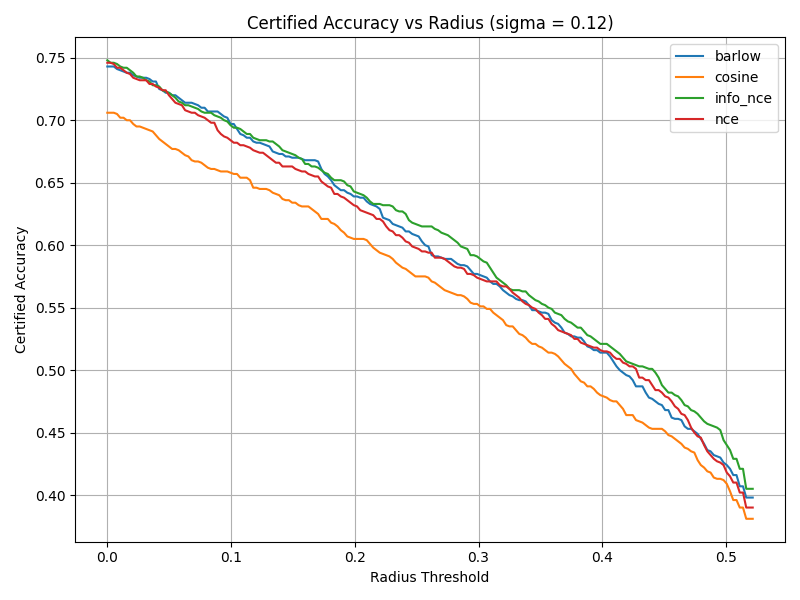 Certified Accuracy vs Radius (sigma = 0.12)
barlow
cosine
info_nce
nce
Certified Accuracy
0.75
0.70
0.65
0.60
0.55
0.50
0.45
0.40
0.0 0.1 0.2 0.3 0.4 0.5
Radius Threshold